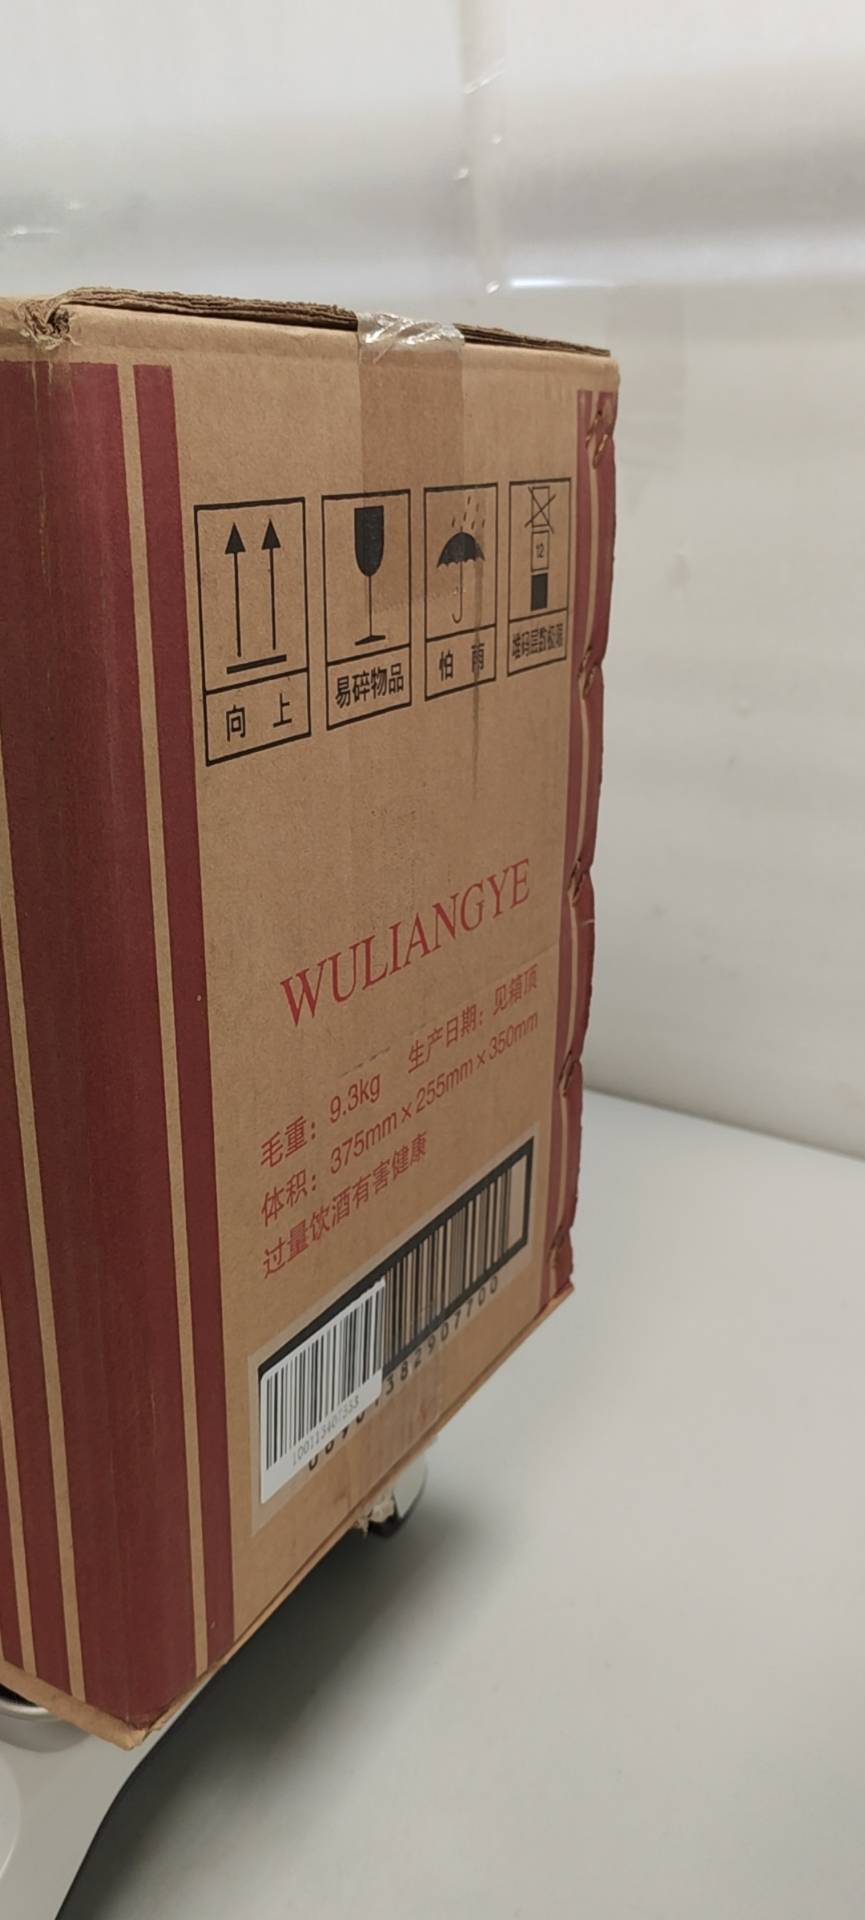 12
向 上
易碎物品
怕 雨
堆码层数极限
WULIANGYE
毛重：9.3kg 生产日期：见箱顶
体积：375mm×255mm×350mm
过量饮酒有害健康
382907700